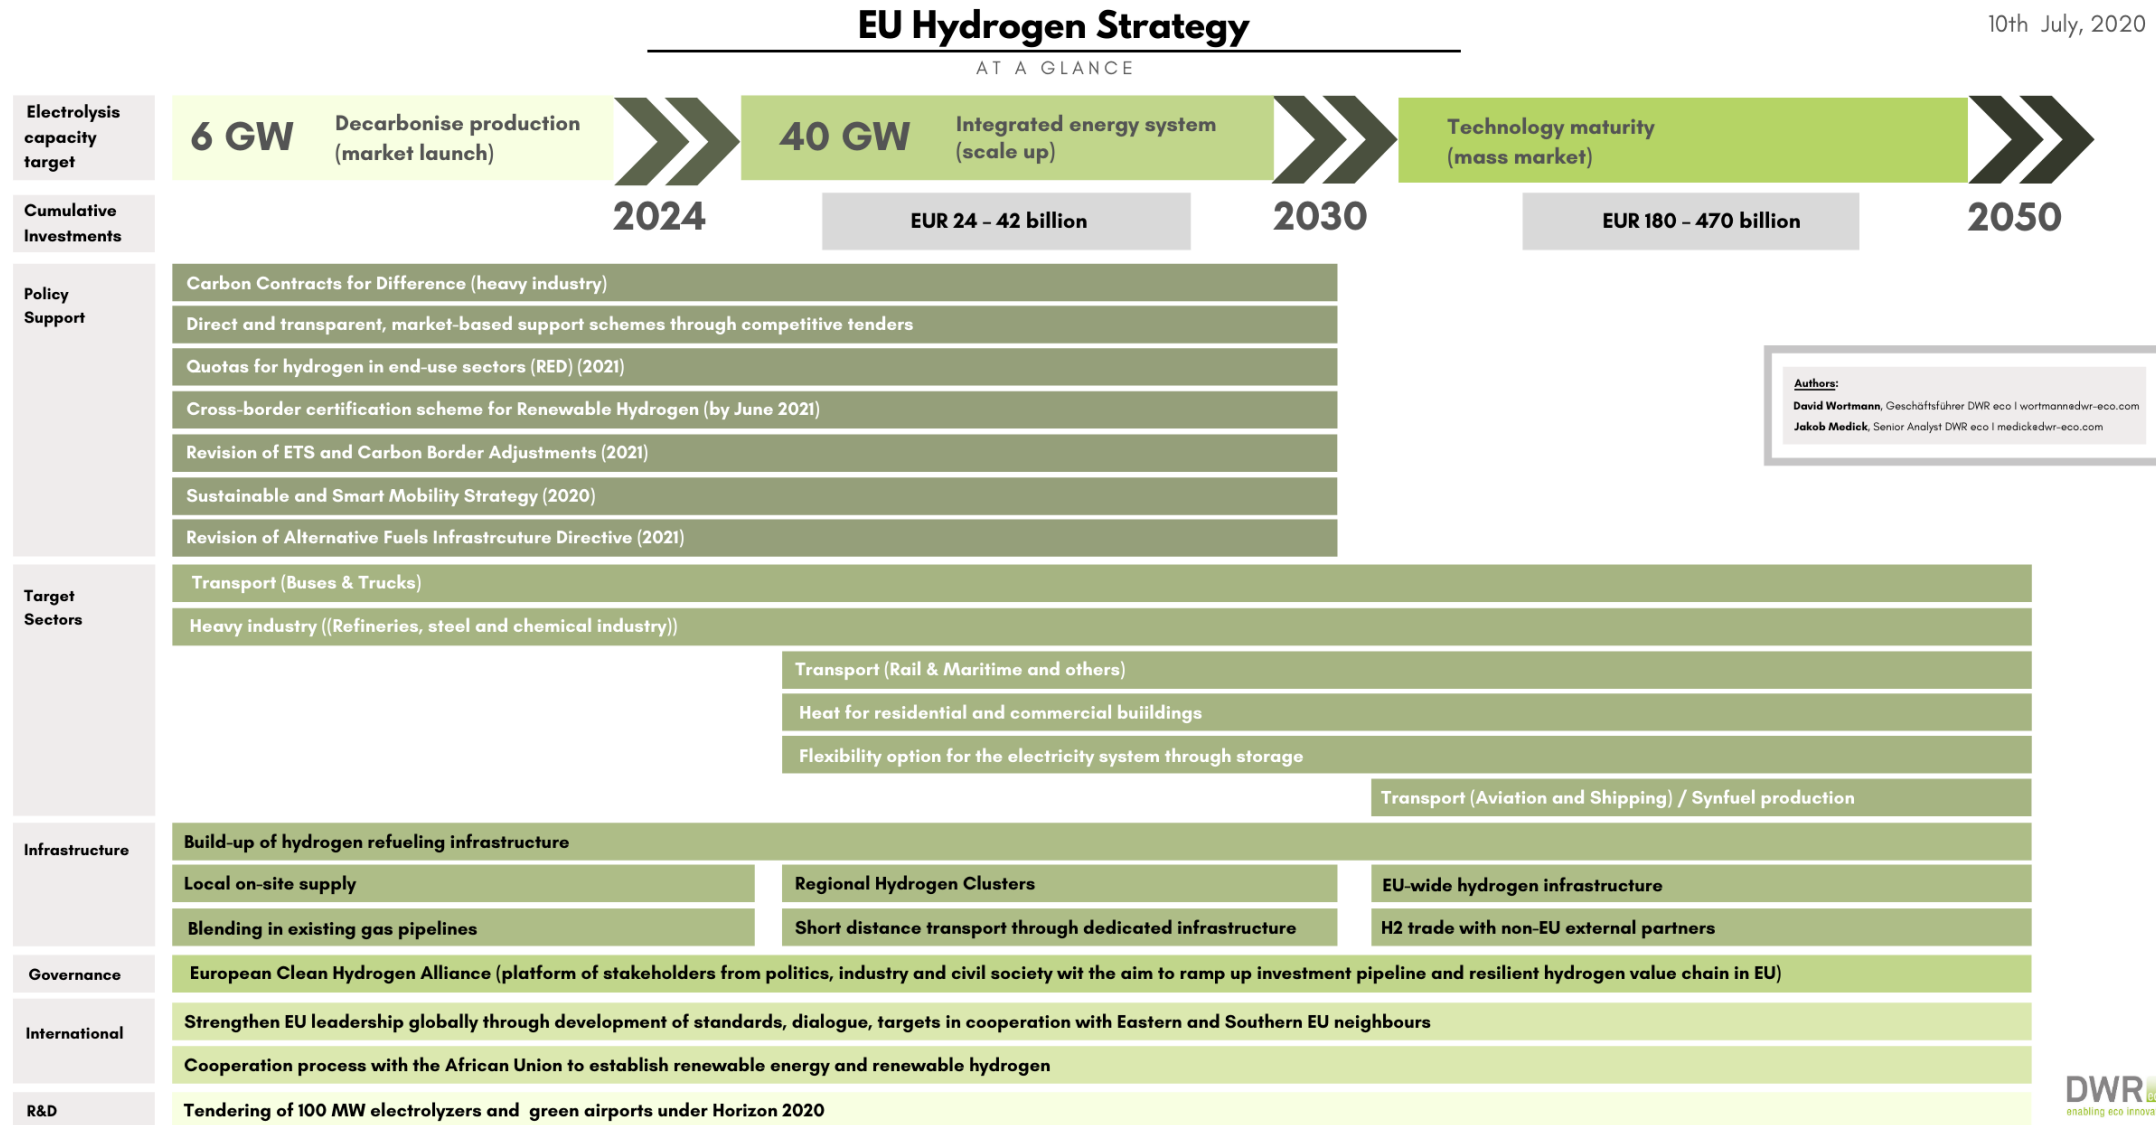 EU Hydrogen Strategy
10th July, 2020
AT A GLANCE
Electrolysis
capacity
target
6 GW
Decarbonise production
(market launch)
40 GW
Integrated energy system
(scale up)
Technology maturity
(mass market)
Cumulative
Investments
2024
EUR 24 – 42 billion
2030
EUR 180 – 470 billion
2050
Policy
Support
Carbon Contracts for Difference (heavy industry)
Direct and transparent, market-based support schemes through competitive tenders
Quotas for hydrogen in end-use sectors (RED) (2021)
Cross-border certification scheme for Renewable Hydrogen (by June 2021)
Revision of ETS and Carbon Border Adjustments (2021)
Sustainable and Smart Mobility Strategy (2020)
Revision of Alternative Fuels Infrastrcuture Directive (2021)
Authors:
David Wortmann, Geschäftsführer DWR eco I wortmann@dwr-eco.com
Jakob Medick, Senior Analyst DWR eco I medick@dwr-eco.com
Target
Sectors
Transport (Buses & Trucks)
Heavy industry ((Refineries, steel and chemical industry))
Transport (Rail & Maritime and others)
Heat for residential and commercial buiildings
Flexibility option for the electricity system through storage
Transport (Aviation and Shipping) / Synfuel production
Infrastructure
Build-up of hydrogen refueling infrastructure
Local on-site supply
Regional Hydrogen Clusters
EU-wide hydrogen infrastructure
Blending in existing gas pipelines
Short distance transport through dedicated infrastructure
H2 trade with non-EU external partners
Governance
European Clean Hydrogen Alliance (platform of stakeholders from politics, industry and civil society wit the aim to ramp up investment pipeline and resilient hydrogen value chain in EU)
International
Strengthen EU leadership globally through development of standards, dialogue, targets in cooperation with Eastern and Southern EU neighbours
Cooperation process with the African Union to establish renewable energy and renewable hydrogen
R&D
Tendering of 100 MW electrolyzers and green airports under Horizon 2020
DWR
enabling eco innova